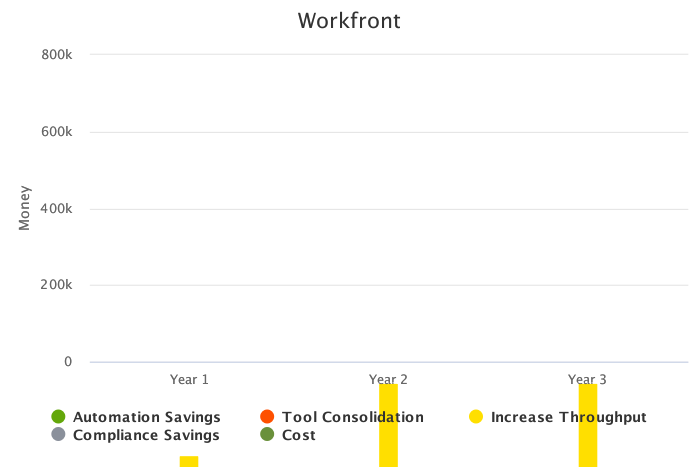 Workfront
800k
600k
400k
200k
0
Money
Year 1 Year 2 Year 3
Automation Savings Tool Consolidation Increase Throughput
Compliance Savings Cost